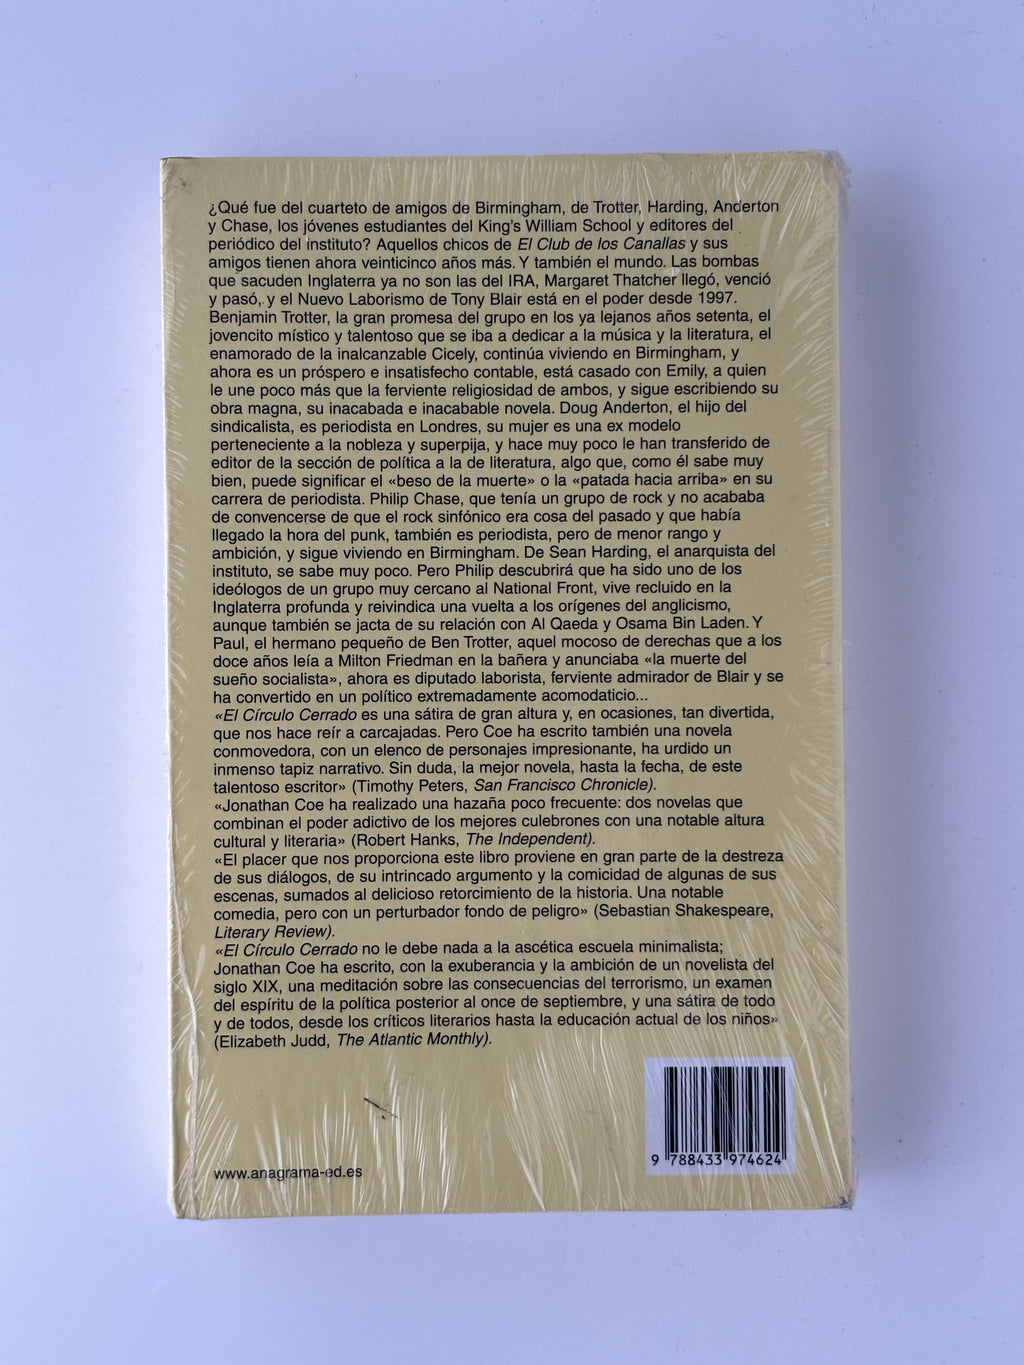 ¿Qué fue del cuarteto de amigos de Birmingham, de Trotter, Harding, Anderton
y Chase, los jóvenes estudiantes del King's William School y editores del
periódico del instituto? Aquellos chicos de El Club de los Canallas y sus
amigos tienen ahora veinticinco años más. Y también el mundo. Las bombas
que sacuden Inglaterra ya no son las del IRA, Margaret Thatcher llegó, venció
y pasó, y el Nuevo Laborismo de Tony Blair está en el poder desde 1997.
Benjamin Trotter, la gran promesa del grupo en los ya lejanos años setenta, el
jovencito místico y talentoso que se iba a dedicar a la música y la literatura, el
enamorado de la inalcanzable Cicely, continúa viviendo en Birmingham, y
ahora es un próspero e insatisfecho contable, está casado con Emily, a quien
le une poco más que la ferviente religiosidad de ambos, y sigue escribiendo su
obra magna, su inacabada e inacabable novela. Doug Anderton, el hijo del
sindicalista, es periodista en Londres, su mujer es una ex modelo
perteneciente a la nobleza y superpija, y hace muy poco le han transferido de
editor de la sección de política a la de literatura, algo que, como él sabe muy
bien, puede significar el «beso de la muerte» o la «patada hacia arriba» en su
carrera de periodista. Philip Chase, que tenía un grupo de rock y no acababa
de convencerse de que el rock sinfónico era cosa del pasado y que había
llegado la hora del punk, también es periodista, pero de menor rango y
ambición, y sigue viviendo en Birmingham. De Sean Harding, el anarquista del
instituto, se sabe muy poco. Pero Philip descubrirá que ha sido uno de los
ideólogos de un grupo muy cercano al National Front, vive recluido en la
Inglaterra profunda y reivindica una vuelta a los orígenes del anglicismo,
aunque también se jacta de su relación con Al Qaeda y Osama Bin Laden. Y
Paul, el hermano pequeño de Ben Trotter, aquel mocoso de derechas que a los
doce años leía a Milton Friedman en la bañera y anunciaba «la muerte del
sueño socialista», ahora es diputado laborista, ferviente admirador de Blair y se
ha convertido en un político extremadamente acomodaticio...
«El Círculo Cerrado es una sátira de gran altura y, en ocasiones, tan divertida,
que nos hace reír a carcajadas. Pero Coe ha escrito también una novela
conmovedora, con un elenco de personajes impresionante, ha urdido un
inmenso tapiz narrativo. Sin duda, la mejor novela, hasta la fecha, de este
talentoso escritor» (Timothy Peters, San Francisco Chronicle).
«Jonathan Coe ha realizado una hazaña poco frecuente: dos novelas que
combinan el poder adictivo de los mejores culebrones con una notable altura
cultural y literaria» (Robert Hanks, The Independent).
«El placer que nos proporciona este libro proviene en gran parte de la destreza
de sus diálogos, de su intrincado argumento y la comicidad de algunas de sus
escenas, sumados al delicioso retorcimiento de la historia. Una notable
comedia, pero con un perturbador fondo de peligro» (Sebastian Shakespeare,
Literary Review).
«El Círculo Cerrado no le debe nada a la ascética escuela minimalista;
Jonathan Coe ha escrito, con la exuberancia y la ambición de un novelista del
siglo XIX, una meditación sobre las consecuencias del terrorismo, un examen
del espíritu de la política posterior al once de septiembre, y una sátira de todo
y de todos, desde los críticos literarios hasta la educación actual de los niños»
(Elizabeth Judd, The Atlantic Monthly).
www.anagrama-ed.es
9 788433 974624